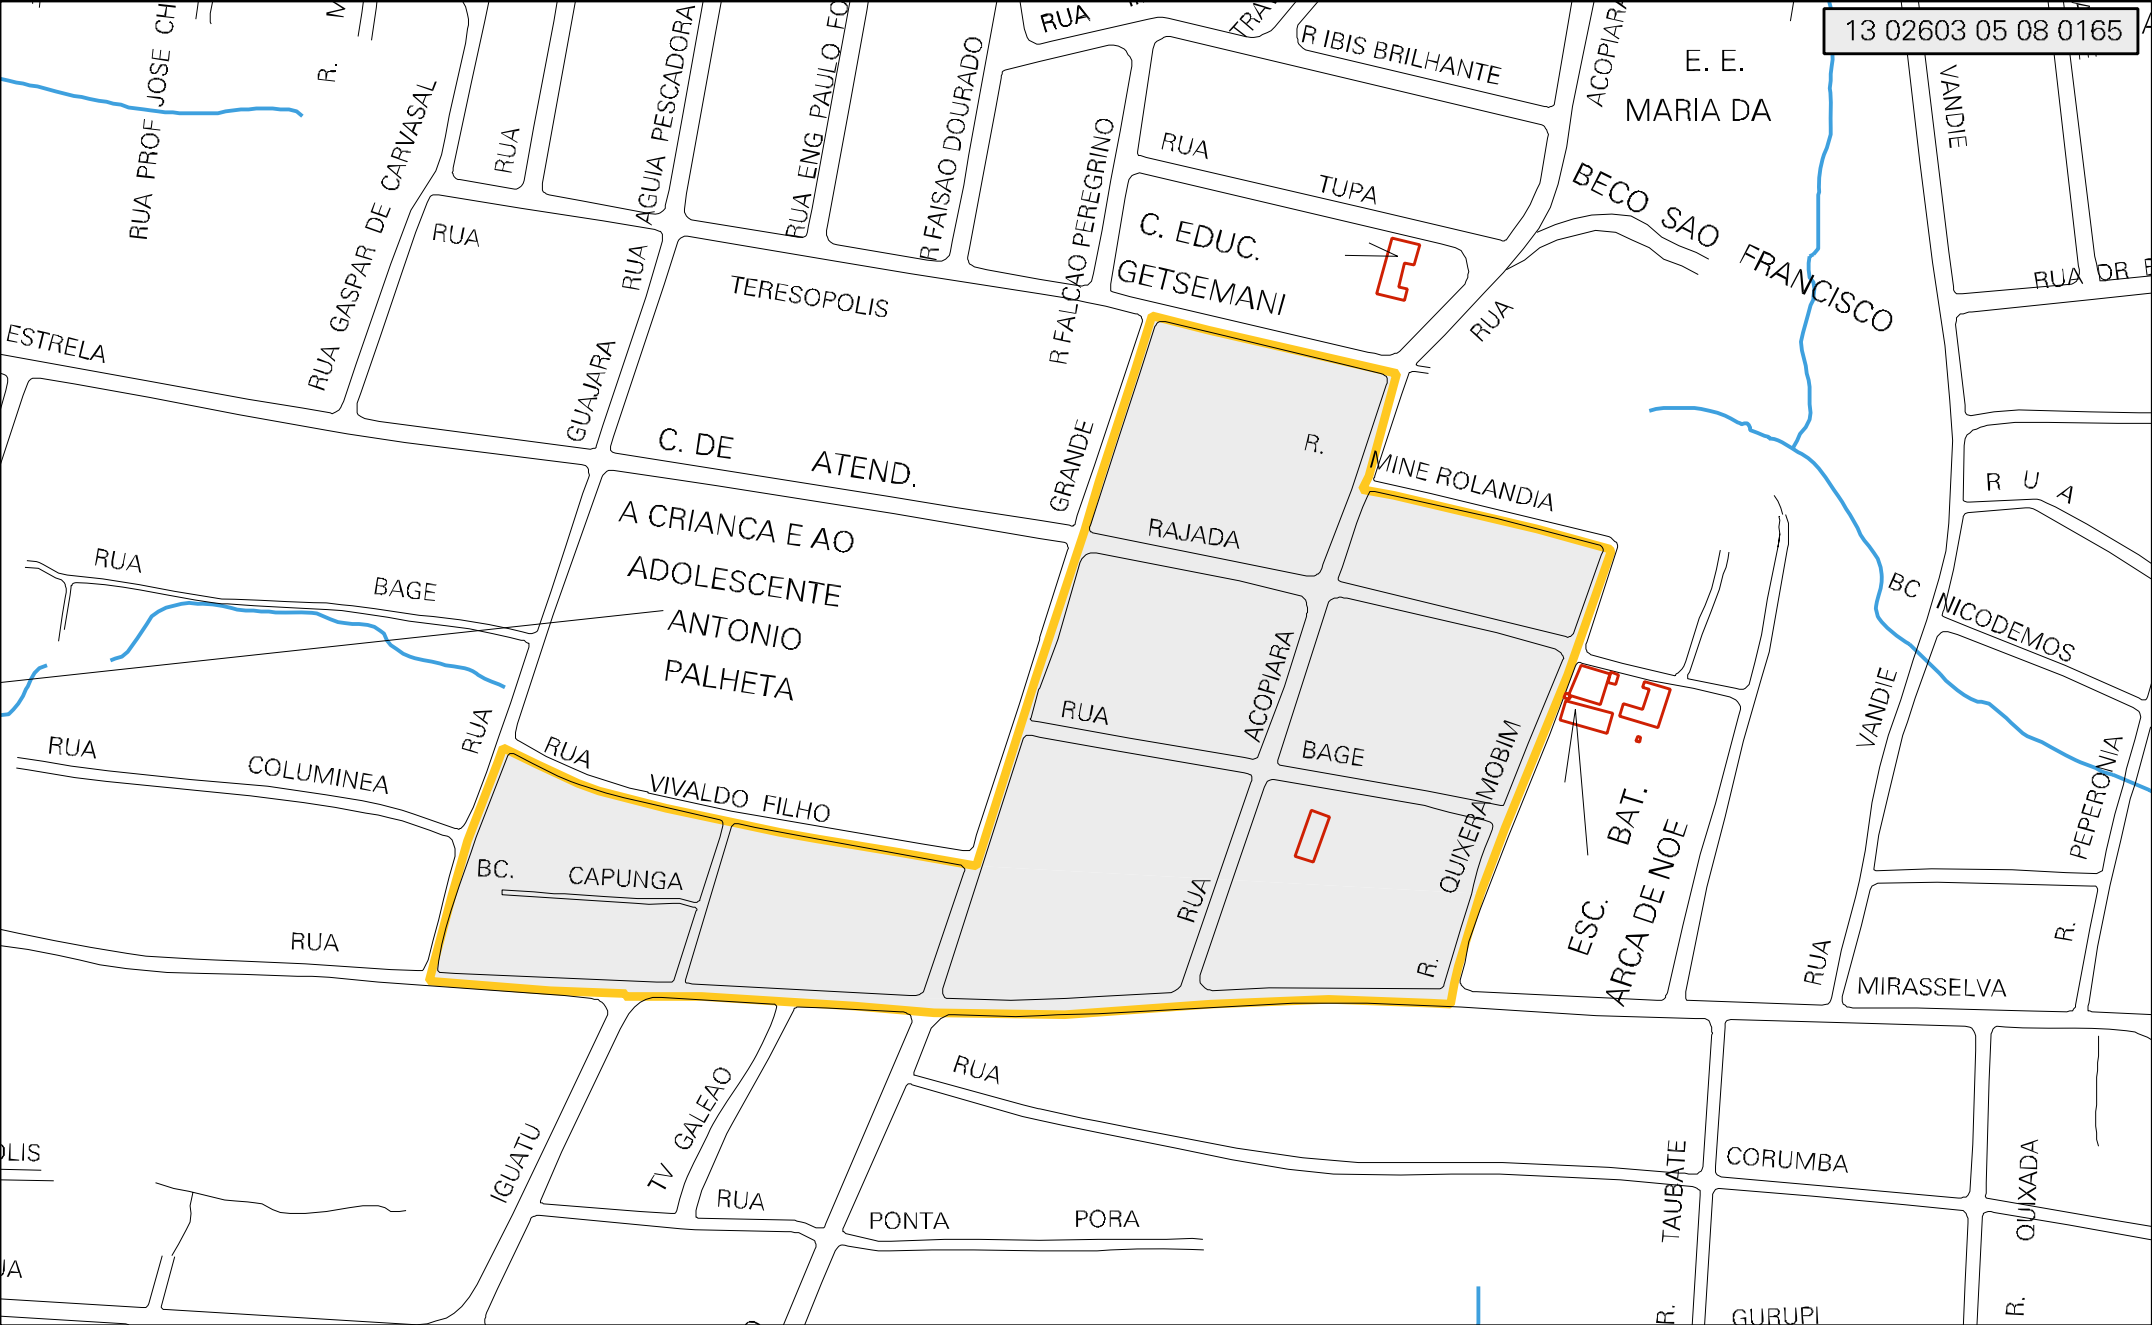 13 02603 05 08 0165
RUA PROF JOSE CH
R. M
RUA GASPAR DE CARVASAL
RUA
AGUIA PESCADORA
RUA ENG PAULO FO
R FAISAO DOURADO
RUA
R IBIS BRILHANTE
ACOPIARA
E. E.
MARIA DA
VANDIE
RUA
TUPA
BECO SAO FRANCISCO
RUA DR E
C. EDUC.
GETSEMANI
R FALCAO PEREGRINO
RUA
RUA
TERESOPOLIS
RUA
ESTRELA
GUAJARA
C. DE ATEND.
A CRIANCA E AO
ADOLESCENTE
ANTONIO
PALHETA
GRANDE
R.
MINE ROLANDIA
RAJADA
R U A
BC NICODEMOS
RUA
BAGE
ACOPIARA
RUA
BAGE
QUIXERAMOBIM
R.
VANDIE
PEPERONIA
RUA
COLUMINEA
RUA
RUA
VIVALDO FILHO
BC.
CAPUNGA
RUA
ESC. BAT.
ARCA DE NOE
RUA
R.
MIRASSELVA
RUA
RUA
IGUATU
TV GALEAO
RUA
PONTA PORA
TAUBATE
R.
CORUMBA
QUIXADA
R.
OLIS
UA
GURUPI